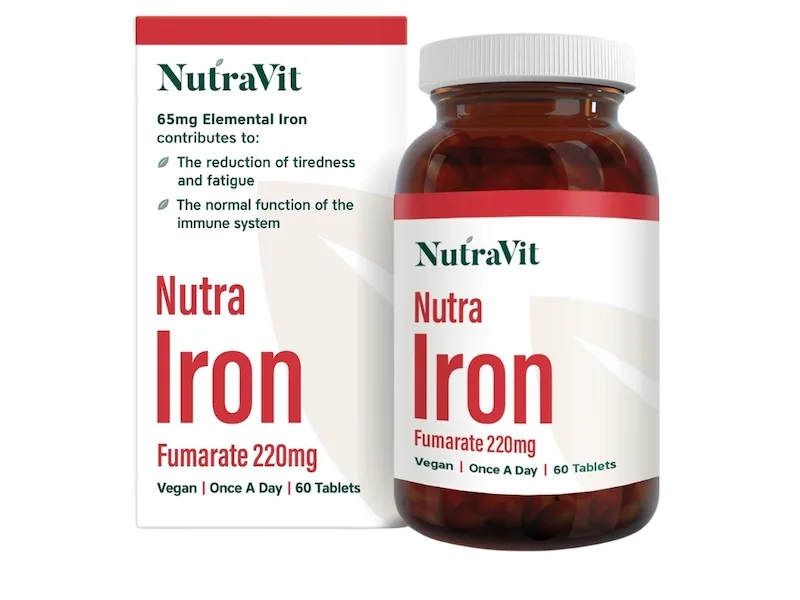 NutraVit
65mg Elemental Iron
contributes to:
The reduction of tiredness
and fatigue
The normal function of the
immune system
Nutra
Iron
Fumarate 220mg
Vegan | Once A Day | 60 Tablets
NutraVit
Nutra
Iron
Fumarate 220mg
Vegan | Once A Day | 60 Tablets